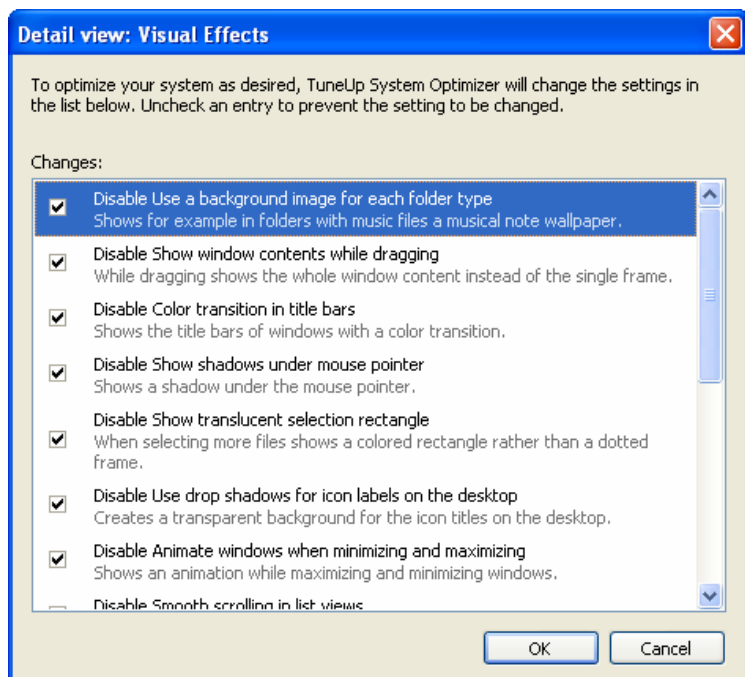 Detail view: Visual Effects
To optimize your system as desired, TuneUp System Optimizer will change the settings in
the list below. Uncheck an entry to prevent the setting to be changed.
Changes:
Disable Use a background image for each folder type
Shows for example in folders with music files a musical note wallpaper.
Disable Show window contents while dragging
While dragging shows the whole window content instead of the single frame.
Disable Color transition in title bars
Shows the title bars of windows with a color transition.
Disable Show shadows under mouse pointer
Shows a shadow under the mouse pointer.
Disable Show translucent selection rectangle
When selecting more files shows a colored rectangle rather than a dotted
frame.
Disable Use drop shadows for icon labels on the desktop
Creates a transparent background for the icon titles on the desktop.
Disable Animate windows when minimizing and maximizing
Shows an animation while maximizing and minimizing windows.
Disable Smooth scrolling in list views
OK
Cancel